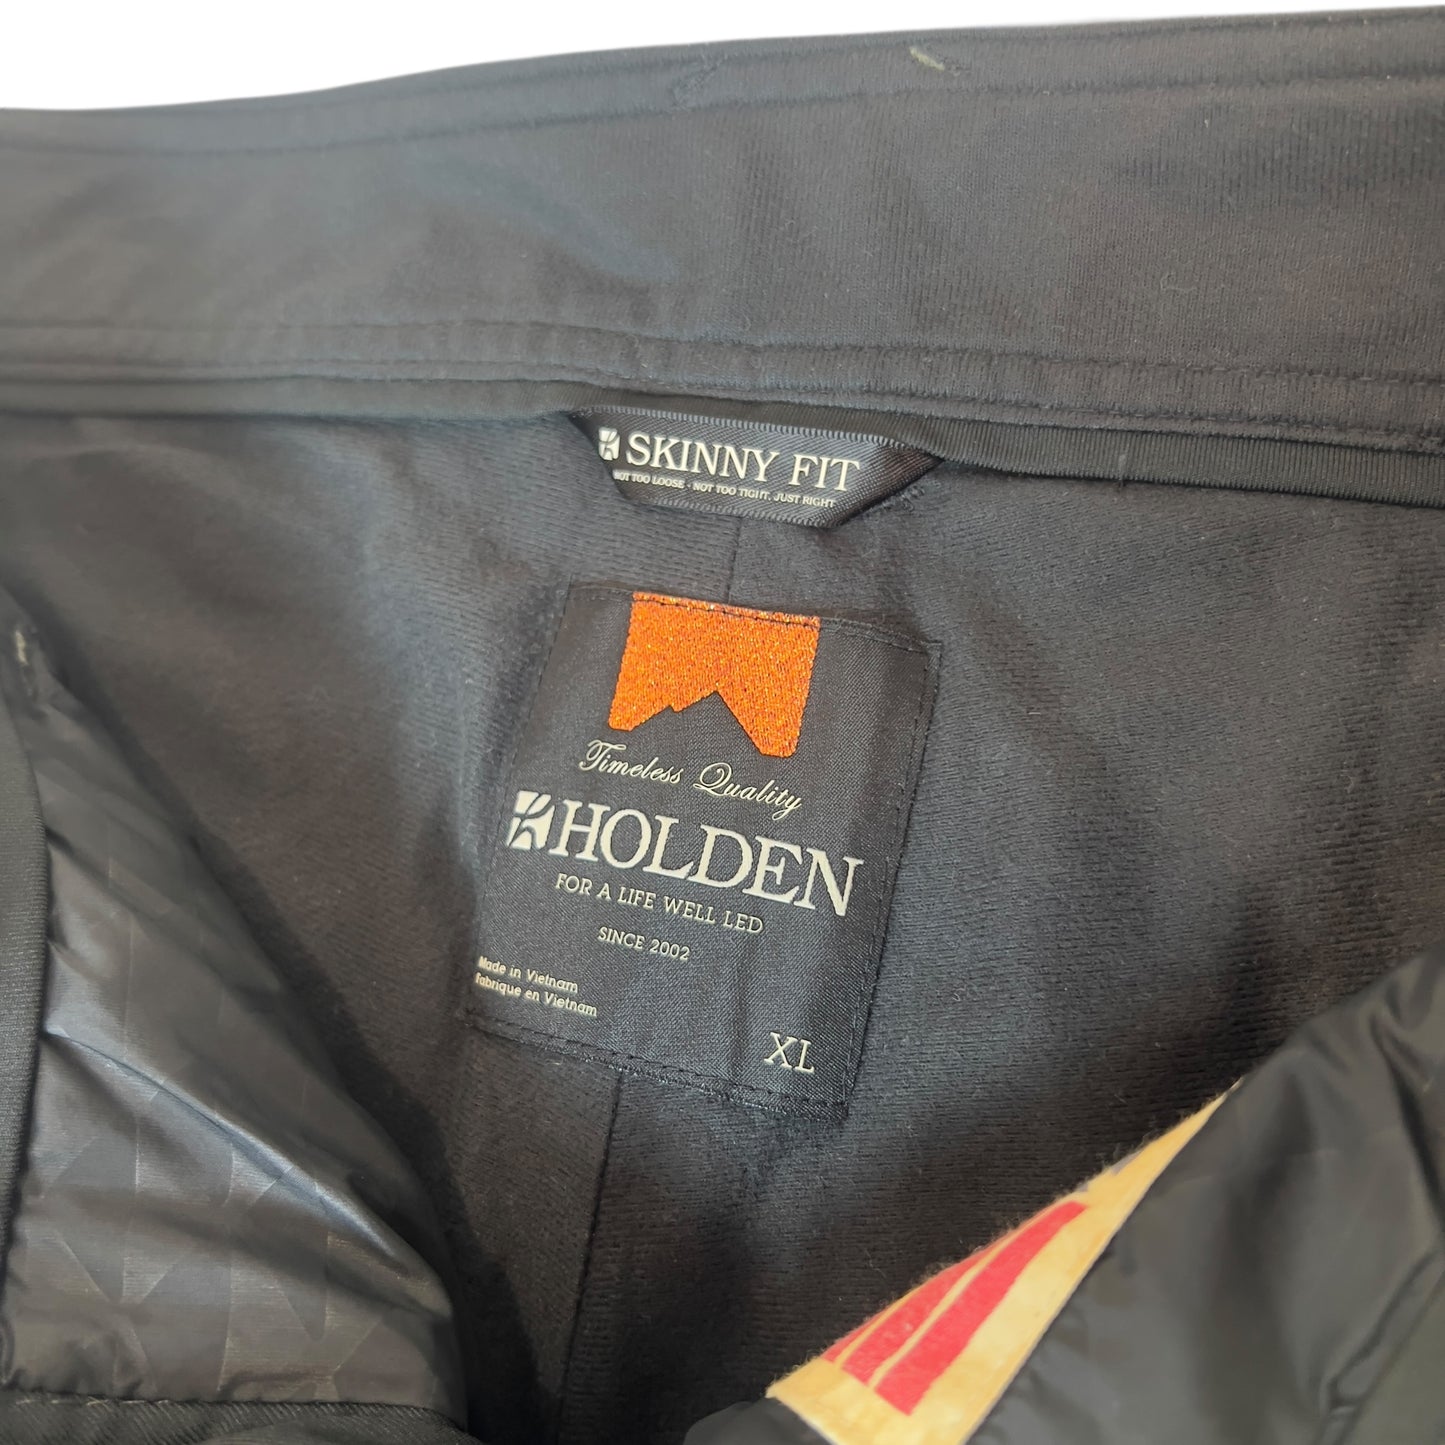 SKINNY FIT
NOT TOO LOOSE - NOT TOO TIGHT. JUST RIGHT
Timeless Quality
HOLDEN
FOR A LIFE WELL LED
SINCE 2002
Made in Vietnam
Fabrique en Vietnam
XL